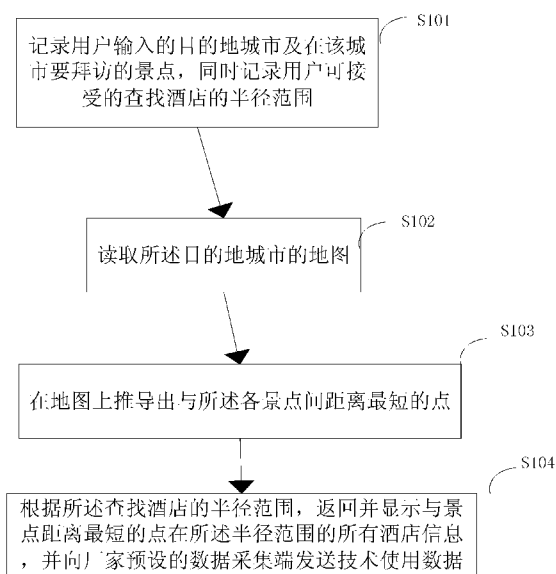 S101
记录用户输入的目的地城市及在该城
市要拜访的景点，同时记录用户可接
受的查找酒店的半径范围
S102
读取所述目的地城市的地图
S103
在地图上推导出与所述各景点间距离最短的点
S104
根据所述查找酒店的半径范围，返回并显示与景
点距离最短的点在所述半径范围的所有酒店信息
，并向厂家预设的数据采集端发送技术使用数据